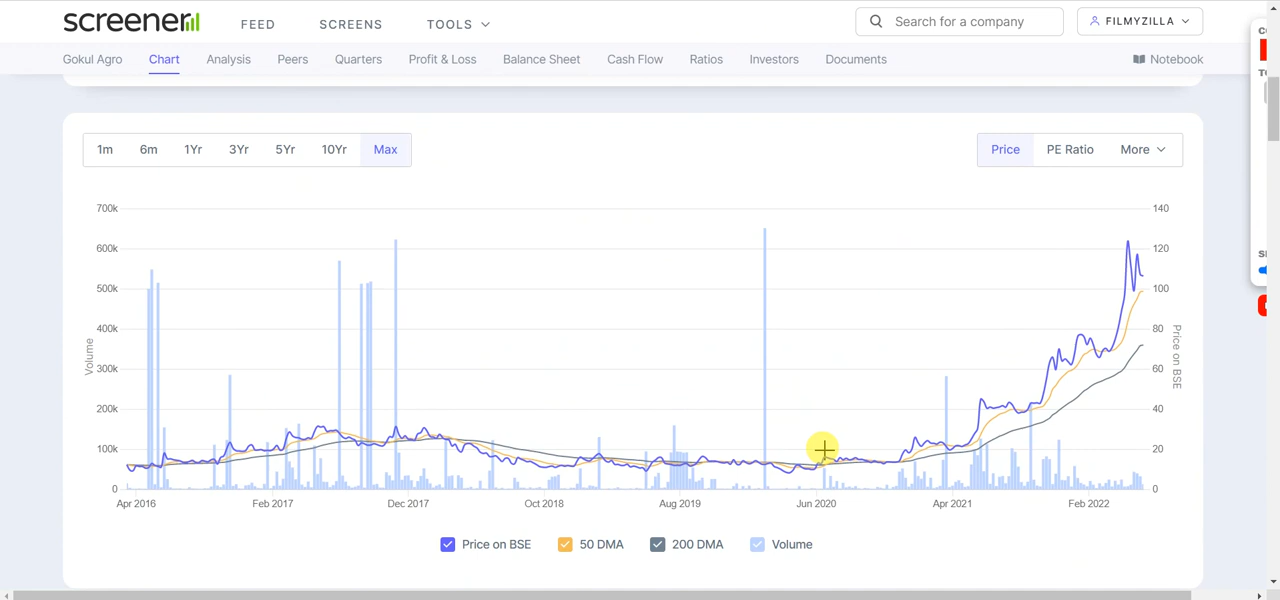 screener FEED SCREENS TOOLS Search for a company FILMYZILLA
Gokul Agro Chart Analysis Peers Quarters Profit & Loss Balance Sheet Cash Flow Ratios Investors Documents Notebook
1m 6m 1Yr 3Yr 5Yr 10Yr Max Price PE Ratio More
700k 140
600k 120
500k 100
400k 80
300k 60
200k 40
100k 20
0 0
Volume
Price on BSE
Apr 2016 Feb 2017 Dec 2017 Oct 2018 Aug 2019 Jun 2020 Apr 2021 Feb 2022
Price on BSE 50 DMA 200 DMA Volume